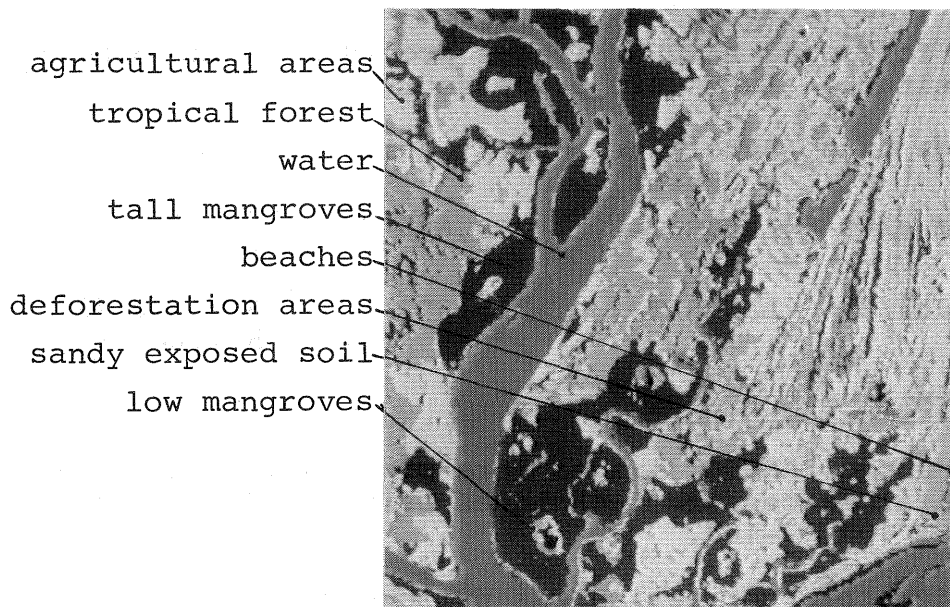 agricultural areas
tropical forest
water
tall mangroves
beaches
deforestation areas
sandy exposed soil
low mangroves